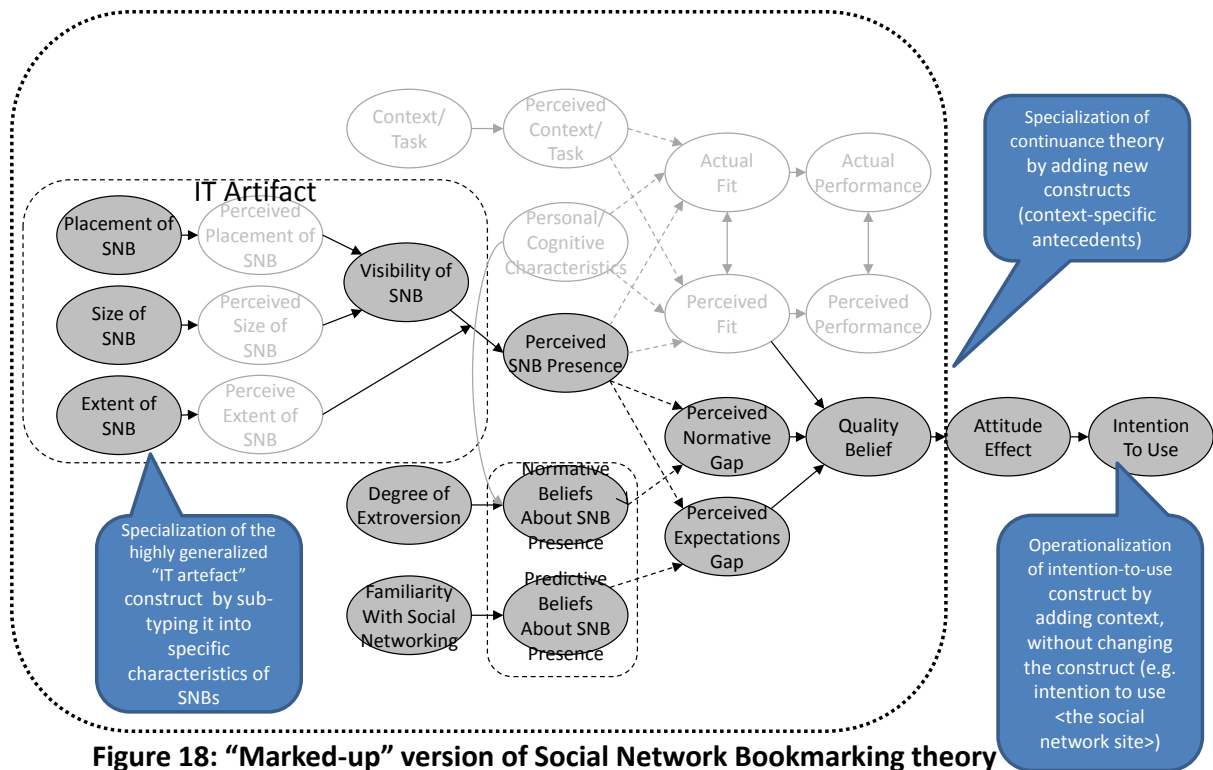 Context/
Task
Perceived
Context/
Task
Actual
Fit
Actual
Performance
Specialization of
continuance theory
by adding new
constructs
(context-specific
antecedents)
IT Artifact
Placement of
SNB
Perceived
Placement of
SNB
Visibility of
SNB
Personal/
Cognitive
Characteristics
Size of
SNB
Perceived
Size of
SNB
Perceived
Fit
Perceived
Performance
Perceived
SNB Presence
Extent of
SNB
Perceive
Extent of
SNB
Perceived
Normative
Gap
Quality
Belief
Attitude
Effect
Intention
To Use
Degree of
Extroversion
Normative
Beliefs
About SNB
Presence
Perceived
Expectations
Gap
Familiarity
With Social
Networking
Predictive
Beliefs
About SNB
Presence
Specialization of the
highly generalized
“IT artefact”
construct by sub-
typing it into
specific
characteristics of
SNBs
Operationalization
of intention-to-use
construct by
adding context,
without changing
the construct (e.g.
intention to use
<the social
network site>)
Figure 18: “Marked-up” version of Social Network Bookmarking theory